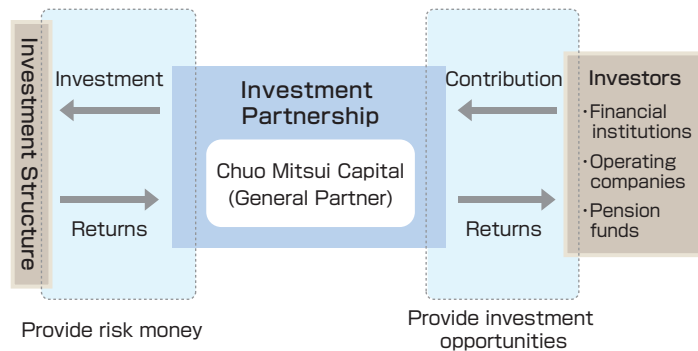 Investment Structure
Investment
Returns
Provide risk money
Investment
Partnership
Chuo Mitsui Capital
(General Partner)
Contribution
Returns
Provide investment
opportunities
Investors
・Financial
institutions
・Operating
companies
・Pension
funds